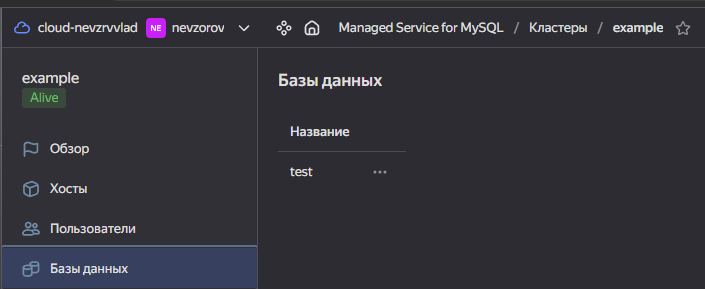 cloud-nevzrvvlad NE nevzorov Managed Service for MySQL / Кластеры / example
example
Alive
Обзор
Хосты
Пользователи
Базы данных
Базы данных
Название
test